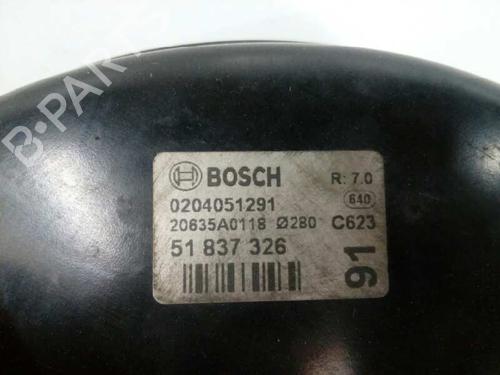 B-PARTS
BOSCH R: 7.0
0204051291 640
20635A0118 Ø280 C623
51 837 326
91